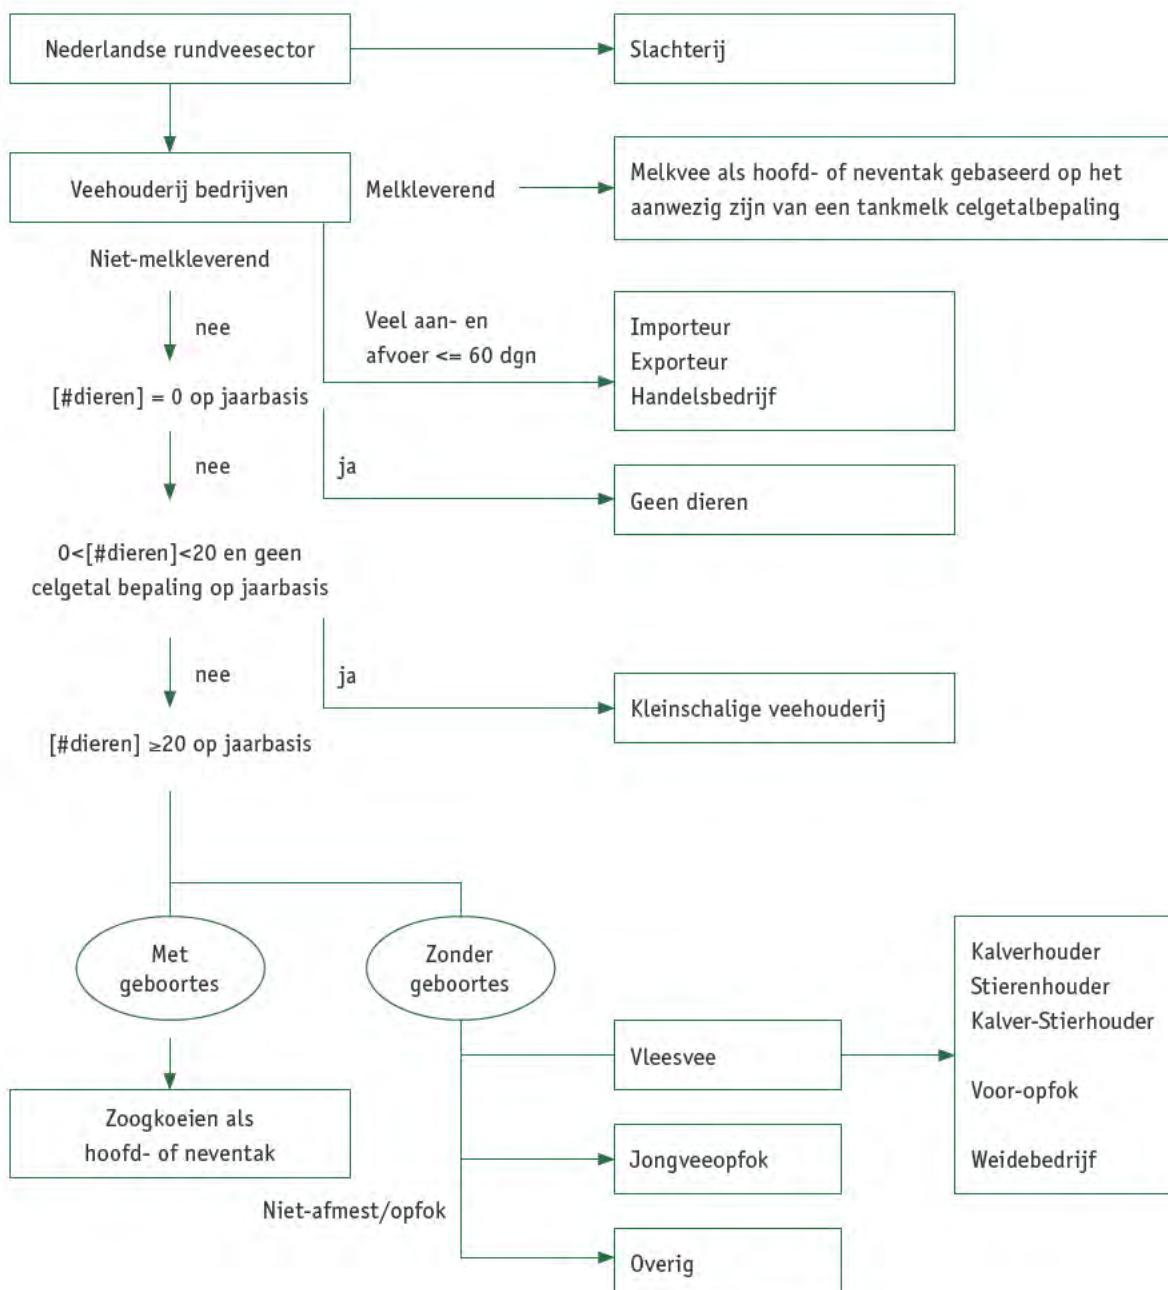 Nederlandse rundveesector
Slachterij
Veehouderij bedrijven
Melkleverend
Melkvee als hoofd- of neventak gebaseerd op het
aanwezig zijn van een tankmelk celgetalbepaling
Niet-melkleverend
nee
Veel aan- en
afvoer <= 60 dgn
Importeur
Exporteur
Handelsbedrijf
[#dieren] = 0 op jaarbasis
nee
ja
Geen dieren
0<[#dieren]<20 en geen
celgetal bepaling op jaarbasis
nee
ja
Kleinschalige veehouderij
[#dieren] ≥20 op jaarbasis
Met
geboortes
Zonder
geboortes
Vleesvee
Kalverhouder
Stierenhouder
Kalver-Stierhouder
Voor-opfok
Weidebedrijf
Zoogkoeien als
hoofd- of neventak
Jongveeopfok
Niet-afmest/opfok
Overig